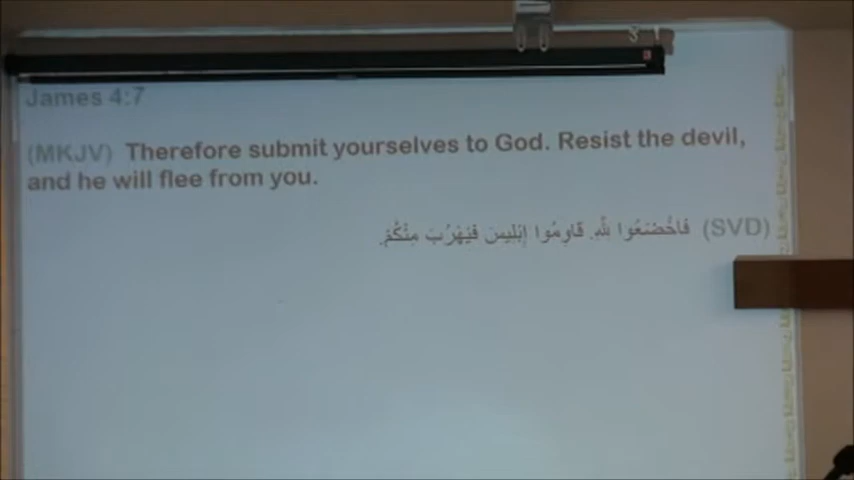 James 4:7
(MKJV) Therefore submit yourselves to God. Resist the devil,
and he will flee from you.
(SVD) فَاخْضَعُوا لِلَّهِ. قَاوِمُوا إِبْلِيسَ فَيَهْرُبَ مِنْكُمْ.